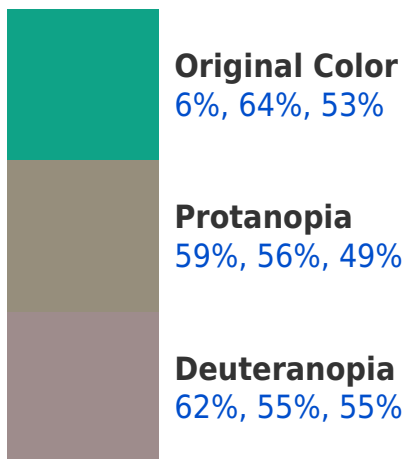 Original Color
6%, 64%, 53%
Protanopia
59%, 56%, 49%
Deuteranopia
62%, 55%, 55%